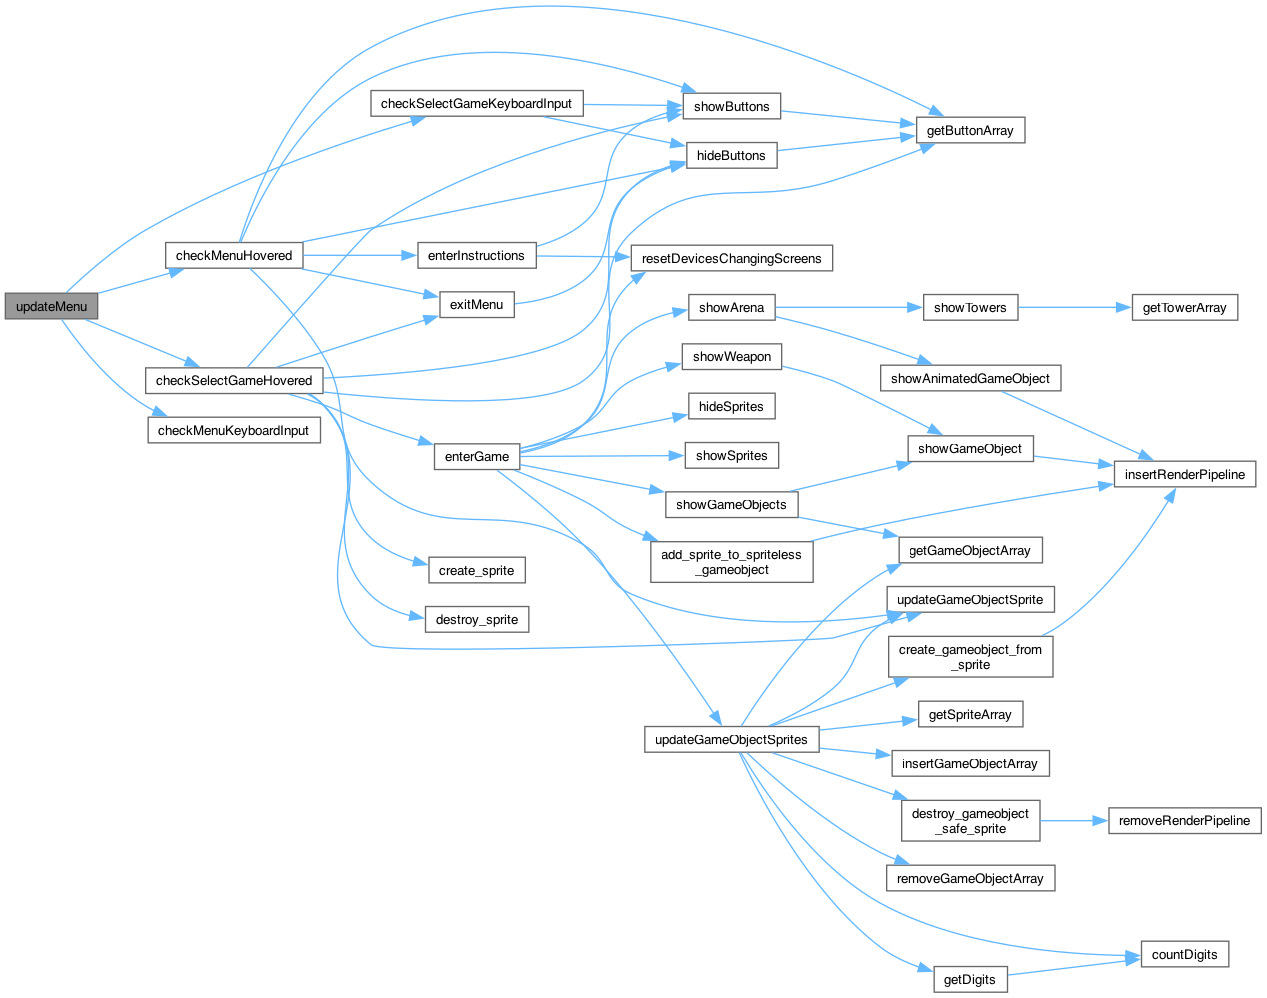 checkSelectGameKeyboardInput
showButtons
getButtonArray
hideButtons
checkMenuHovered
enterInstructions
resetDevicesChangingScreens
updateMenu
exitMenu
showArena
showTowers
getTowerArray
showWeapon
checkSelectGameHovered
showAnimatedGameObject
hideSprites
checkMenuKeyboardInput
enterGame
showSprites
showGameObject
insertRenderPipeline
showGameObjects
add_sprite_to_spriteless
_gameobject
getGameObjectArray
create_sprite
updateGameObjectSprite
destroy_sprite
create_gameobject_from
_sprite
getSpriteArray
updateGameObjectSprites
insertGameObjectArray
destroy_gameobject
_safe_sprite
removeRenderPipeline
removeGameObjectArray
countDigits
getDigits